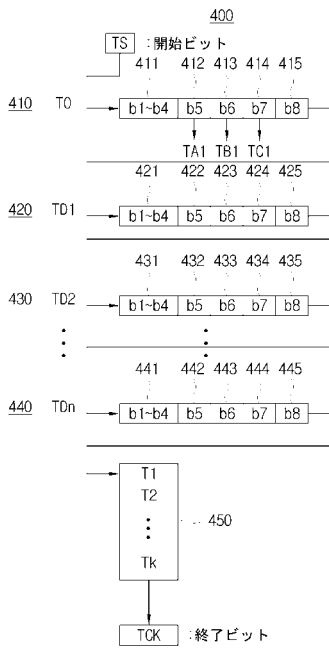 400
TS :開始ビット
411 412 413 414 415
410 T0 b1~b4 b5 b6 b7 b8
TA1 TB1 TC1
421 422 423 424 425
420 TD1 b1~b4 b5 b6 b7 b8
431 432 433 434 435
430 TD2 b1~b4 b5 b6 b7 b8
441 442 443 444 445
440 TDn b1~b4 b5 b6 b7 b8
T1
T2
450
Tk
TCK :終了ビット